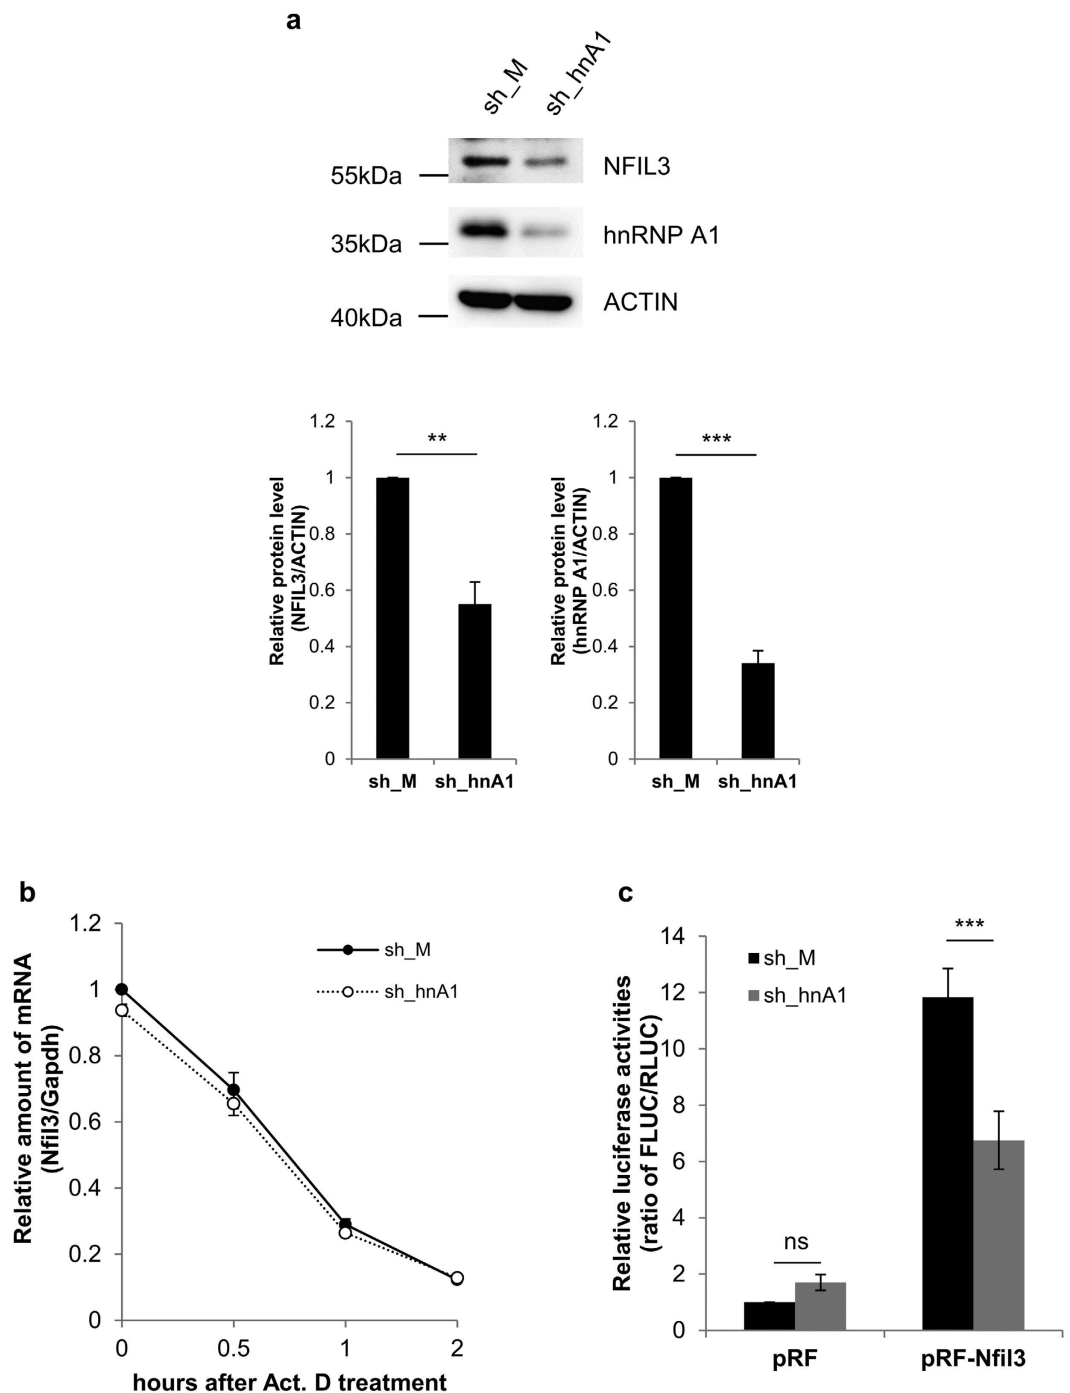 a
sh_M sh_hnA1
55kDa NFIL3
35kDa hnRNP A1
40kDa ACTIN
Relative protein level
(NFIL3/ACTIN)
1.2
1
0.8
0.6
0.4
0.2
0
**
sh_M sh_hnA1
Relative protein level
(hnRNP A1/ACTIN)
1.2
1
0.8
0.6
0.4
0.2
0
***
sh_M sh_hnA1
b
Relative amount of mRNA
(Nfil3/Gapdh)
1.2
1
0.8
0.6
0.4
0.2
0
sh_M
sh_hnA1
0 0.5 1 2
hours after Act. D treatment
c
Relative luciferase activities
(ratio of FLUC/RLUC)
14
12
10
8
6
4
2
0
sh_M
sh_hnA1
ns
***
pRF pRF-Nfil3